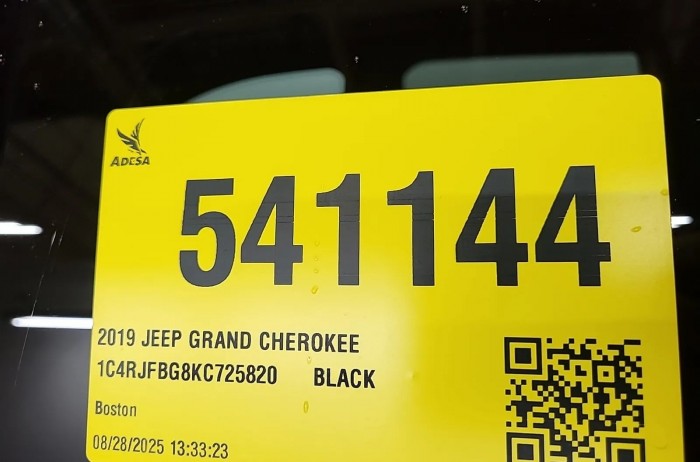 ADESA
541144
2019 JEEP GRAND CHEROKEE
1C4RJFBG8KC725820 BLACK
Boston
08/28/2025 13:33:23